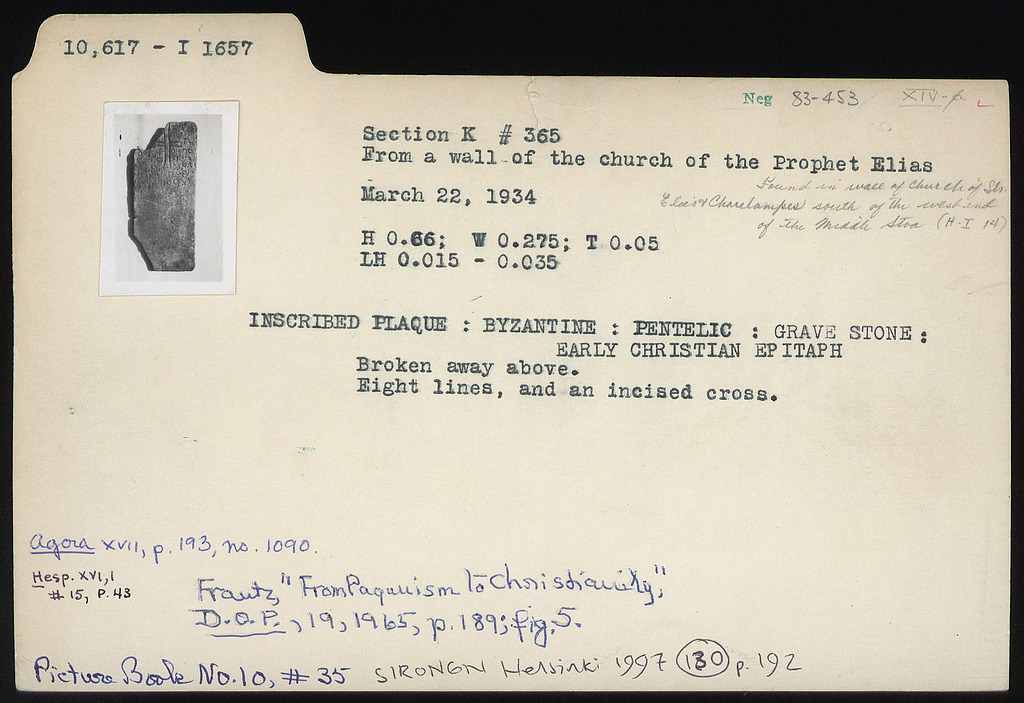 10,617 - I 1657
Neg 83-453 XIV-
Section K # 365
From a wall of the church of the Prophet Elias
March 22, 1934
Found in wall of church of Sts.
Elias & Charalampes south of the west end
of the Middle Stoa (H-I 14)
H 0.66; W 0.275; T 0.05
LH 0.015 - 0.035
INSCRIBED PLAQUE : BYZANTINE : PENTELIC : GRAVE STONE :
EARLY CHRISTIAN EPITAPH
Broken away above.
Eight lines, and an incised cross.
Agora XVII, p. 193, no. 1090.
Hesp. XVI, 1
# 15, P. 43
Frantz, "From Paganism to Christianity,"
D.O.P., 19, 1965, p. 189; fig. 5.
Picture Book No. 10, # 35
SIRONEN Helsinki 1997 130 p. 192